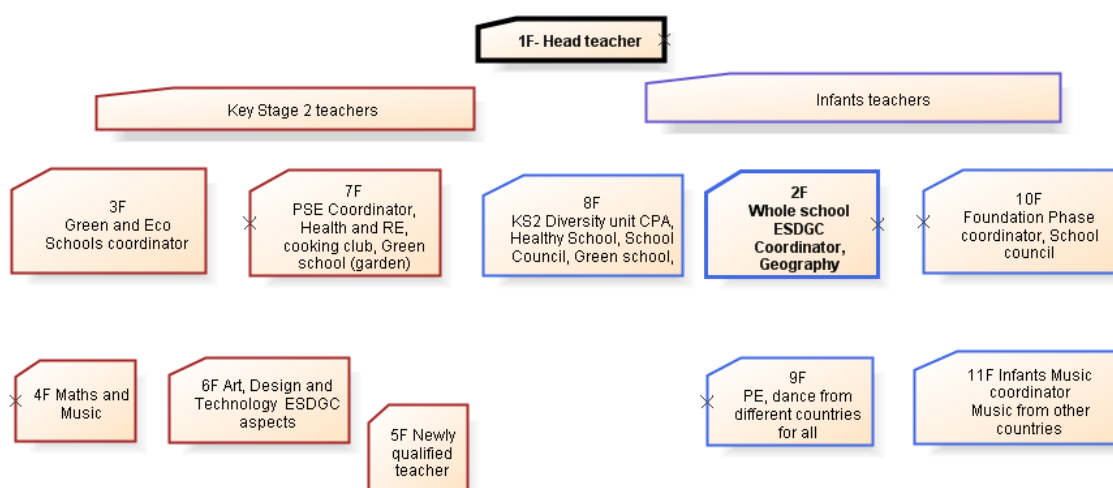 1F- Head teacher
Key Stage 2 teachers
Infants teachers
3F
Green and Eco
Schools coordinator
7F
PSE Coordinator,
Health and RE,
cooking club, Green
school (garden)
8F
KS2 Diversity unit CPA,
Healthy School, School
Council, Green school,
2F
Whole school
ESDGC
Coordinator,
Geography
10F
Foundation Phase
coordinator, School
council
4F Maths and
Music
6F Art, Design and
Technology ESDGC
aspects
5F Newly
qualified
teacher
9F
PE, dance from
different countries
for all
11F Infants Music
coordinator
Music from other
countries